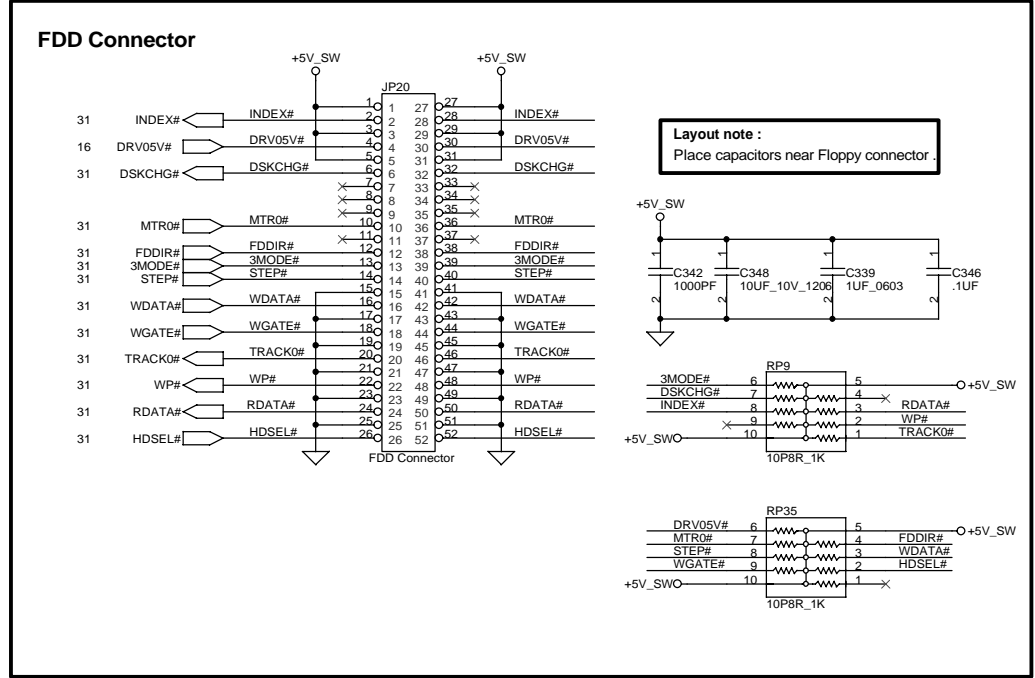 FDD Connector
+5V_SW +5V_SW
JP20
1 1 27 27
31 INDEX# INDEX# 2 2 28 28 INDEX#
3 3 29 29
16 DRV05V# DRV05V# 4 4 30 30 DRV05V#
5 5 31 31
31 DSKCHG# DSKCHG# 6 6 32 32 DSKCHG#
7 7 33 33
8 8 34 34
9 9 35 35
31 MTR0# MTR0# 10 10 36 36 MTR0#
11 11 37 37
31 FDDIR# FDDIR# 12 12 38 38 FDDIR#
31 3MODE# 3MODE# 13 13 39 39 3MODE#
31 STEP# STEP# 14 14 40 40 STEP#
15 15 41 41
31 WDATA# WDATA# 16 16 42 42 WDATA#
17 17 43 43
31 WGATE# WGATE# 18 18 44 44 WGATE#
19 19 45 45
31 TRACK0# TRACK0# 20 20 46 46 TRACK0#
21 21 47 47
31 WP# WP# 22 22 48 48 WP#
23 23 49 49
31 RDATA# RDATA# 24 24 50 50 RDATA#
25 25 51 51
31 HDSEL# HDSEL# 26 26 52 52 HDSEL#
FDD Connector
Layout note :
Place capacitors near Floppy connector .
+5V_SW
1 1 1 1
C342 C348 C339 C346
1000PF 10UF_10V_1206 1UF_0603 .1UF
2 2 2 2
RP9
3MODE# 6 5 +5V_SW
DSKCHG# 7 4
INDEX# 8 3 RDATA#
9 2 WP#
+5V_SW 10 1 TRACK0#
10P8R_1K
RP35
DRV05V# 6 5 +5V_SW
MTR0# 7 4 FDDIR#
STEP# 8 3 WDATA#
WGATE# 9 2 HDSEL#
+5V_SW 10 1
10P8R_1K